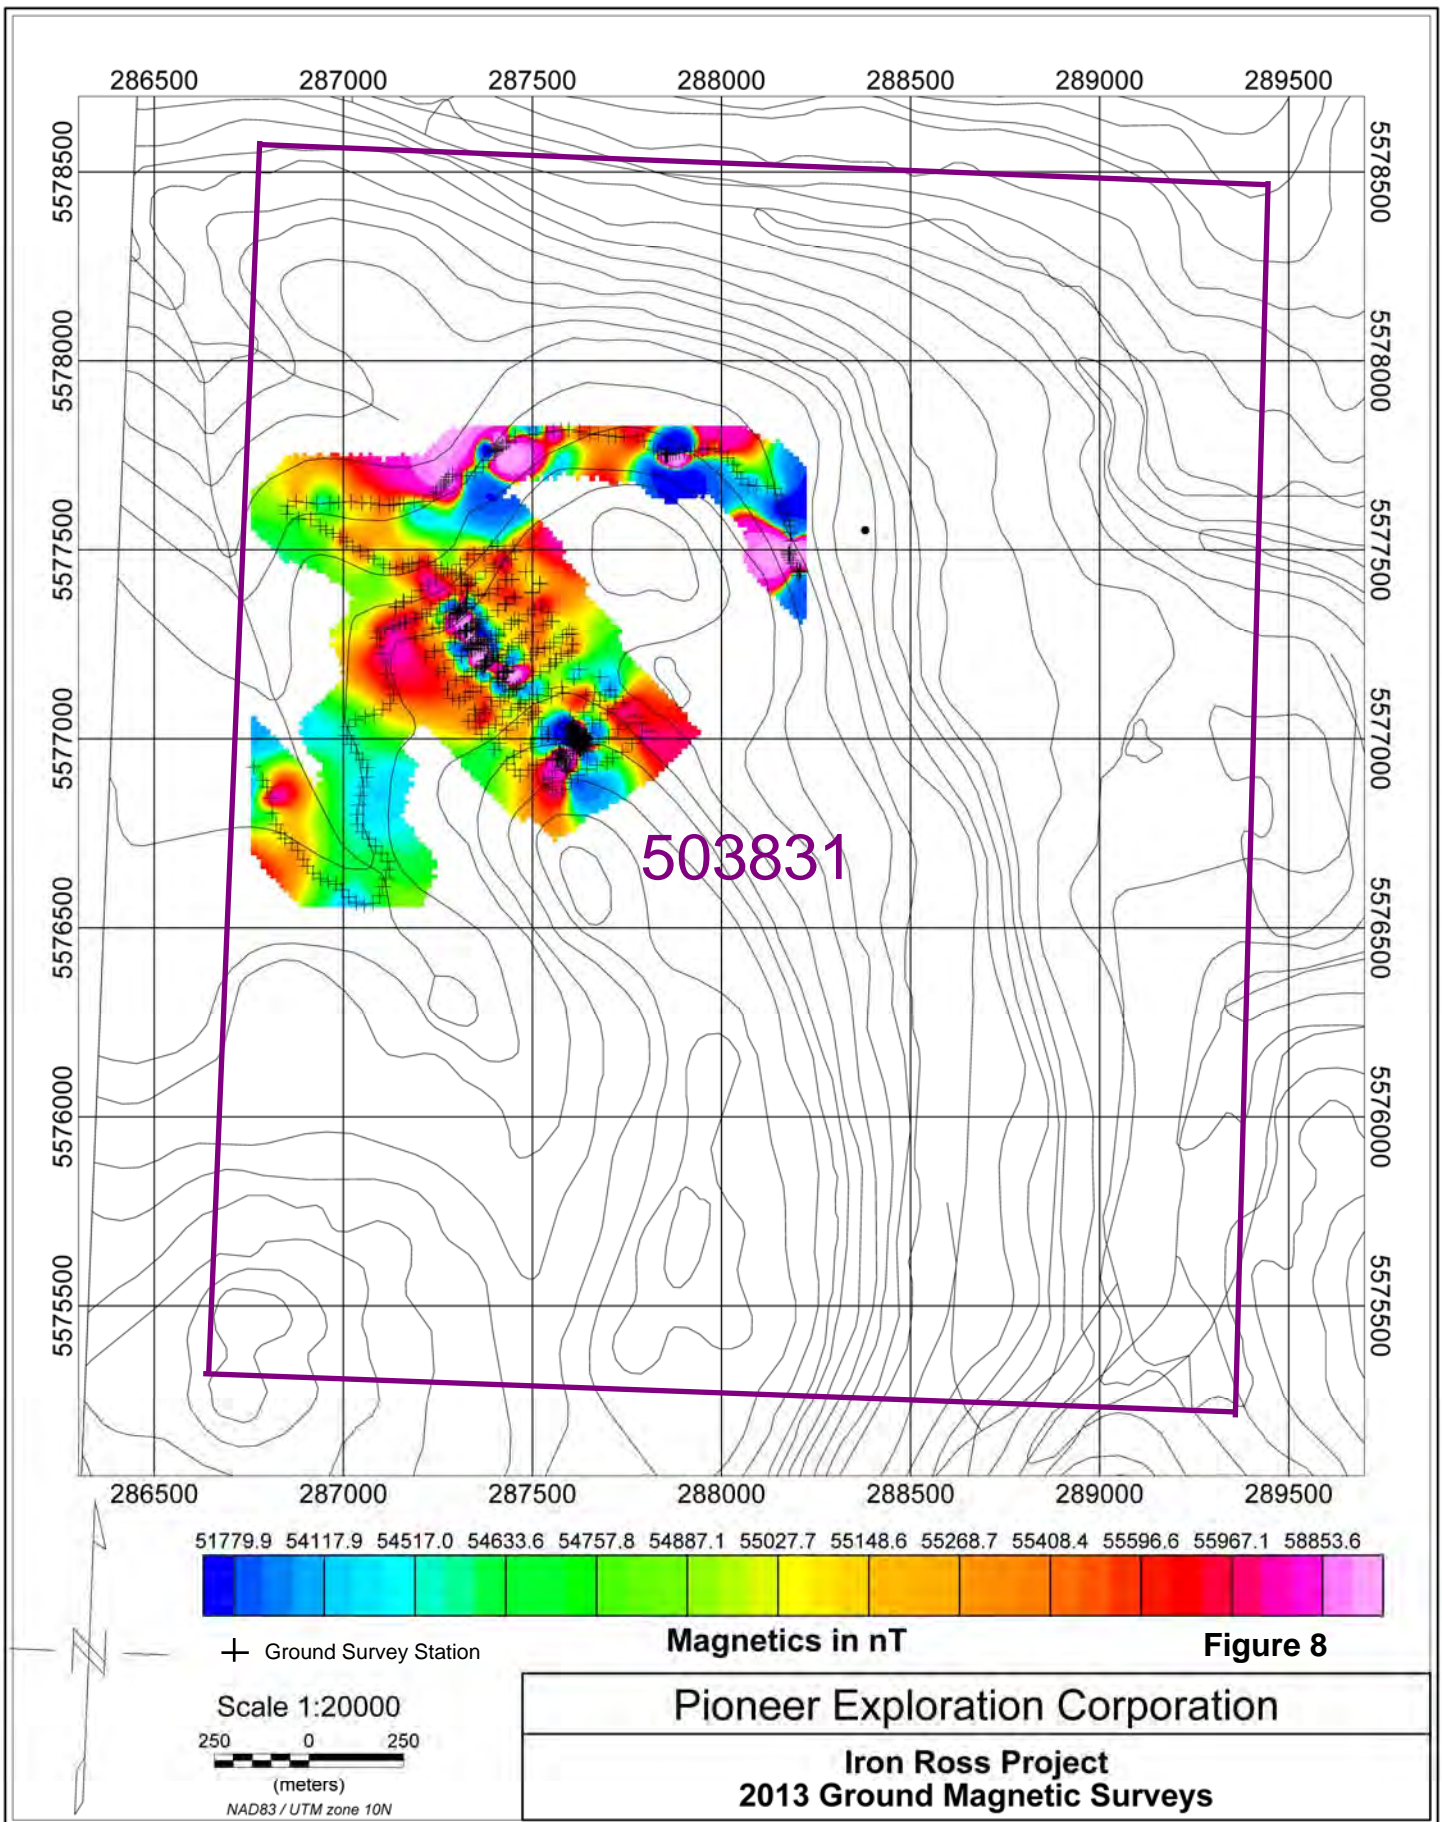 286500 287000 287500 288000 288500 289000 289500
5578500 5578500
5578000 5578000
5577500 5577500
5577000 5577000
503831
5576500 5576500
5576000 5576000
5575500 5575500
286500 287000 287500 288000 288500 289000 289500
51779.9 54117.9 54517.0 54633.6 54757.8 54887.1 55027.7 55148.6 55268.7 55408.4 55596.6 55967.1 58853.6
Ground Survey Station
Magnetics in nT
Figure 8
N
Scale 1:20000
250 0 250
(meters)
NAD83 / UTM zone 10N
Pioneer Exploration Corporation
Iron Ross Project
2013 Ground Magnetic Surveys